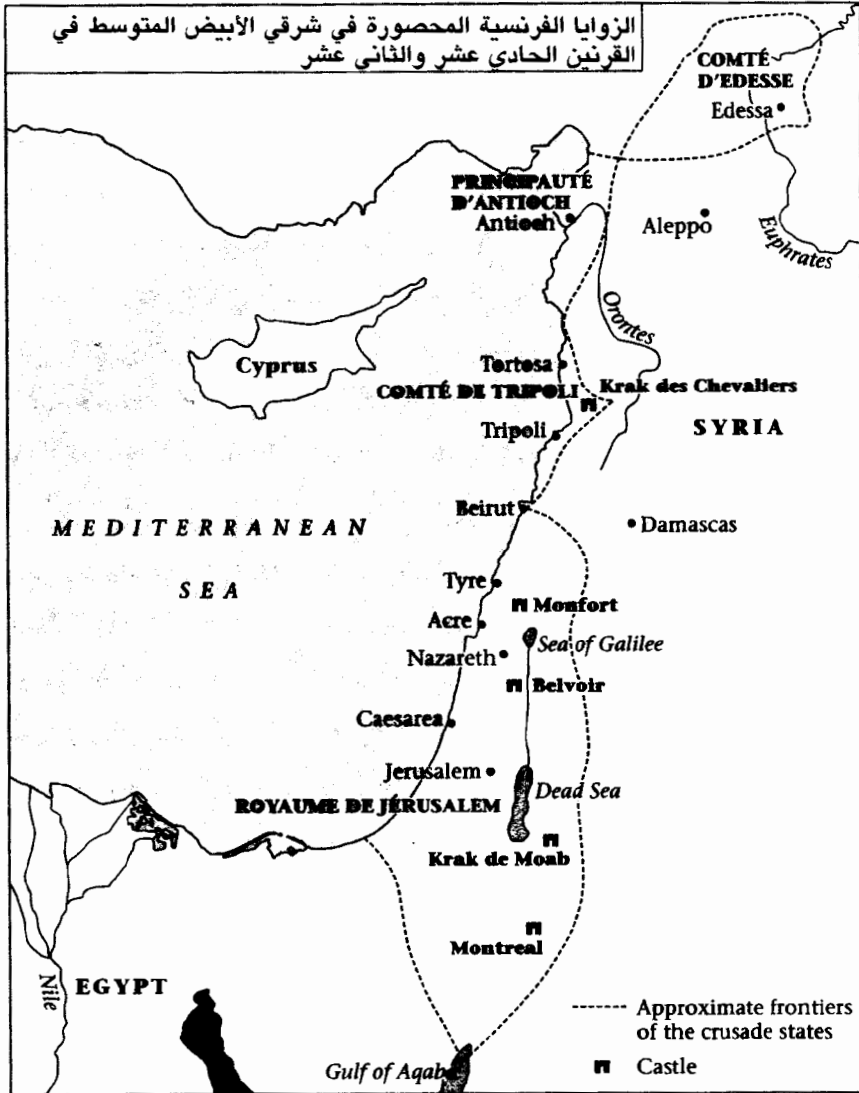 الزوايا الفرنسية المحصورة في شرقي الأبيض المتوسط في
القرنين الحادي عشر والثاني عشر
COMTÉ
D'EDESSE
Edessa
PRINCIPAUTÉ
D'ANTIOCH
Antioch
Aleppo
Euphrates
Orontes
Cyprus
Tortosa
COMTÉ DE TRIPOLI
Krak des Chevaliers
Tripoli
SYRIA
Beirut
MEDITERRANEAN
SEA
Damascas
Tyre
Monfort
Acre
Sea of Galilee
Nazareth
Belvoir
Caesarea
Jerusalem
Dead Sea
ROYAUME DE JÉRUSALEM
Krak de Moab
Montreal
Nile
EGYPT
Approximate frontiers
of the crusade states
Castle
Gulf of Aqab